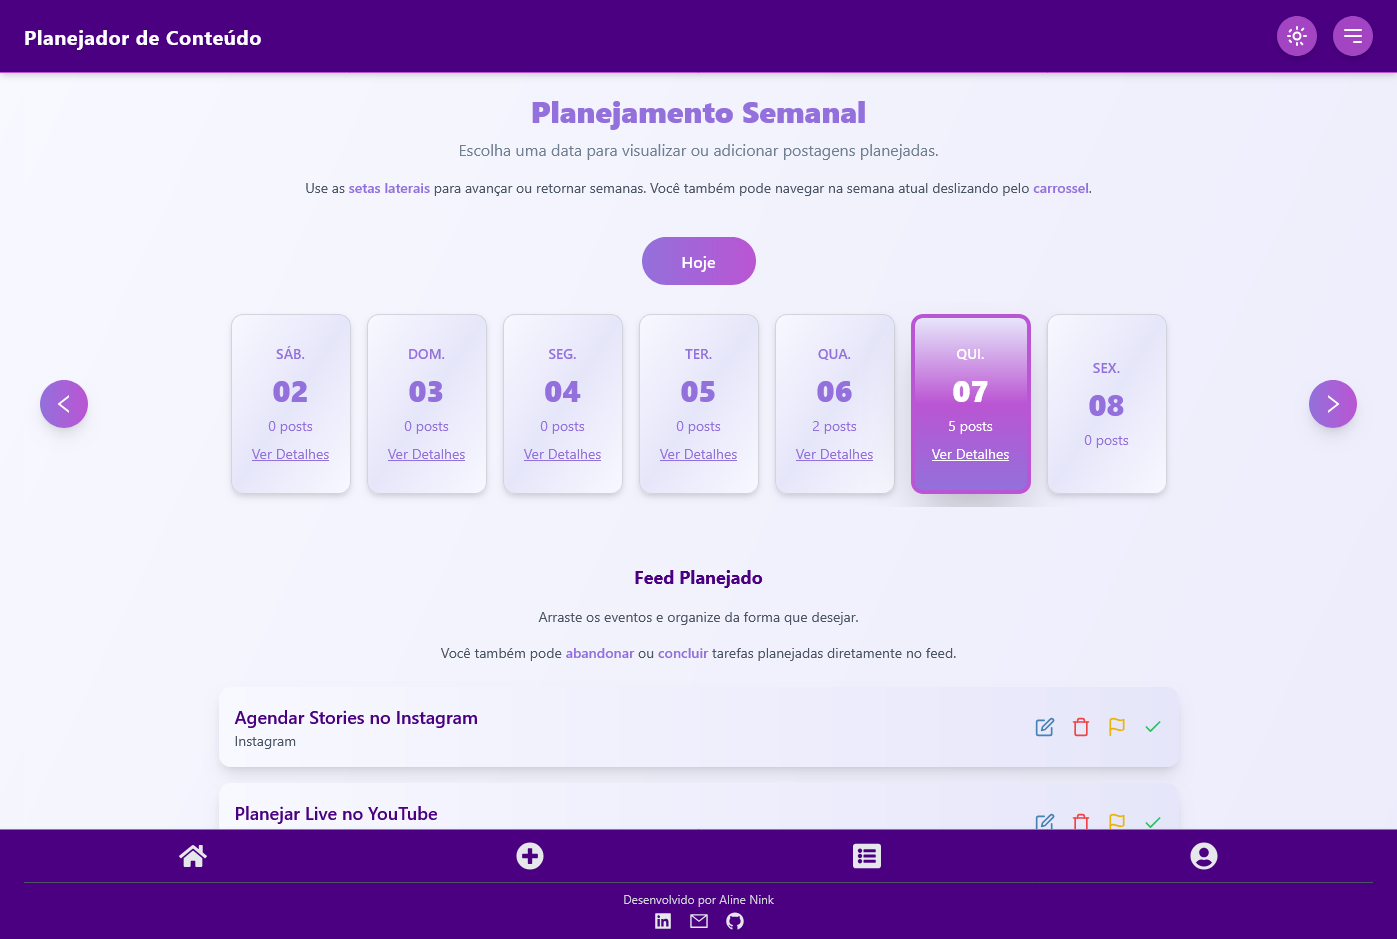 Planejador de Conteúdo
Planejamento Semanal
Escolha uma data para visualizar ou adicionar postagens planejadas.
Use as setas laterais para avançar ou retornar semanas. Você também pode navegar na semana atual deslizando pelo carrossel.
Hoje
SÁB.
02
0 posts
Ver Detalhes
DOM.
03
0 posts
Ver Detalhes
SEG.
04
0 posts
Ver Detalhes
TER.
05
0 posts
Ver Detalhes
QUA.
06
2 posts
Ver Detalhes
QUI.
07
5 posts
Ver Detalhes
SEX.
08
0 posts
Feed Planejado
Arraste os eventos e organize da forma que desejar.
Você também pode abandonar ou concluir tarefas planejadas diretamente no feed.
Agendar Stories no Instagram
Instagram
Planejar Live no YouTube
Desenvolvido por Aline Nink